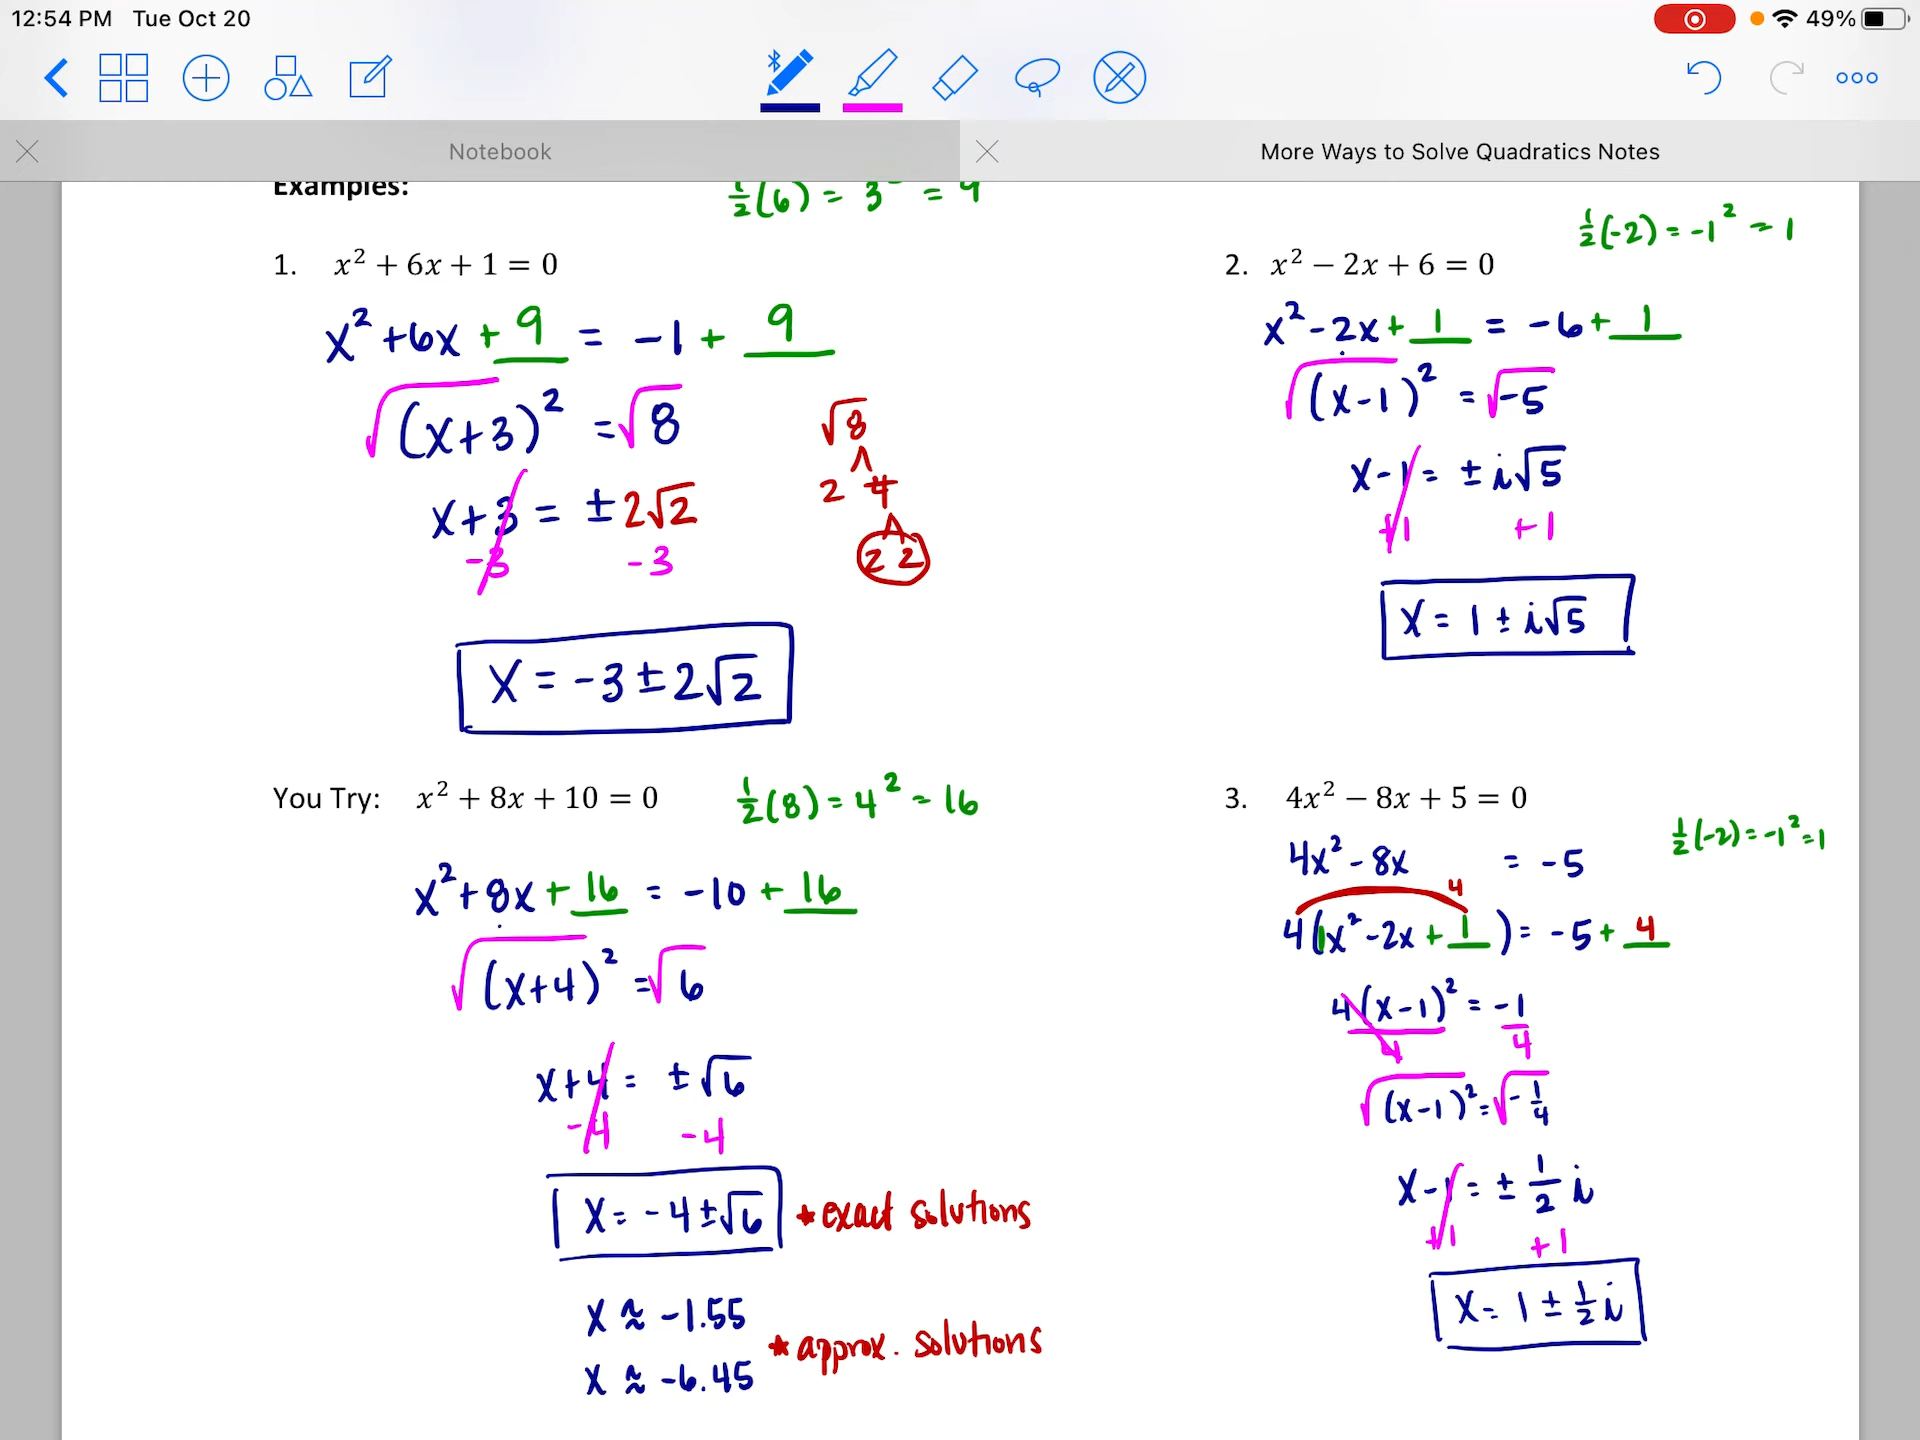 12:54 PM Tue Oct 20
49%
Notebook
More Ways to Solve Quadratics Notes
Examples:
½(6) = 3² = 9
1. x² + 6x + 1 = 0
x² + 6x + 9 = -1 + 9
√(x+3)² = √8
x+3 = ± 2√2
-3 -3
√8
2 4
2 2
x = -3 ± 2√2
½(-2) = -1² = 1
2. x² − 2x + 6 = 0
x² - 2x + 1 = -6 + 1
√(x-1)² = √-5
x-1 = ± i√5
+1 +1
x = 1 ± i√5
You Try: x² + 8x + 10 = 0
½(8) = 4² = 16
x² + 8x + 16 = -10 + 16
√(x+4)² = √6
x+4 = ± √6
-4 -4
x = -4 ± √6 * exact solutions
x ≈ -1.55
* approx. solutions
x ≈ -6.45
3. 4x² − 8x + 5 = 0
½(-2) = -1² = 1
4x² - 8x = -5
4
4(1x² - 2x + 1) = -5 + 4
4(x-1)² = -1
4 4
√(x-1)² = √-¼
x-1 = ± ½ i
+1 +1
x = 1 ± ½ i